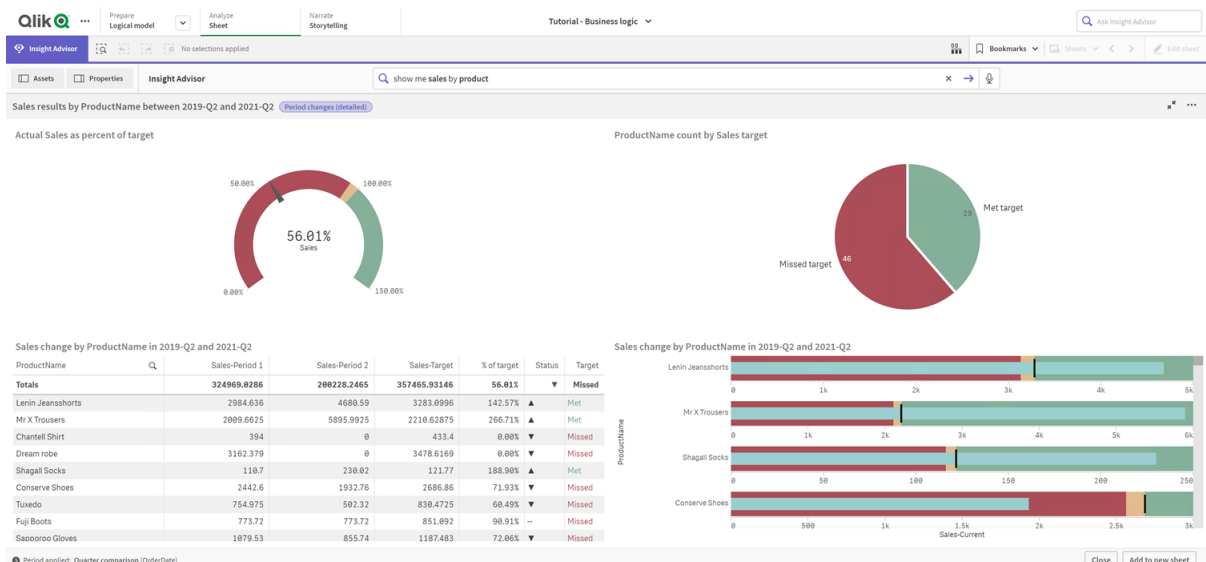 Qlik ... Prepare Logical model Analyze Sheet Narrate Storytelling Tutorial - Business logic Ask Insight Advisor
Insight Advisor No selections applied Bookmarks Sheets Edit sheet
Assets Properties Insight Advisor show me sales by product
Sales results by ProductName between 2019-Q2 and 2021-Q2 Period changes (detailed)
Actual Sales as percent of target
50.00% 100.00%
56.01%
Sales
0.00% 150.00%
ProductName count by Sales target
Met target
29
46
Missed target
Sales change by ProductName in 2019-Q2 and 2021-Q2
ProductName Sales-Period 1 Sales-Period 2 Sales-Target % of target Status Target
Totals 324969.0286 200228.2465 357465.93146 56.01% ▼ Missed
Lenin Jeansshorts 2984.636 4680.59 3283.0996 142.57% ▲ Met
Mr X Trousers 2009.6625 5895.9925 2210.62875 266.71% ▲ Met
Chantell Shirt 394 0 433.4 0.00% ▼ Missed
Dream robe 3162.379 0 3478.6169 0.00% ▼ Missed
Shagall Socks 110.7 230.02 121.77 188.90% ▲ Met
Conserve Shoes 2442.6 1932.76 2686.86 71.93% ▼ Missed
Tuxedo 754.975 502.32 830.4725 60.49% ▼ Missed
Fuji Boots 773.72 773.72 851.092 90.91% -- Missed
Sapporoo Gloves 1079.53 855.74 1187.483 72.06% ▼ Missed
Sales change by ProductName in 2019-Q2 and 2021-Q2
ProductName
Lenin Jeansshorts
0 1k 2k 3k 4k 5k
Mr X Trousers
0 1k 2k 3k 4k 6k
Shagall Socks
0 50 100 150 200 250
Conserve Shoes
0 500 1k 1.5k 2k 2.5k 3k
Sales-Current
Period applied: Quarter comparison (OrderDate) Close Add to new sheet